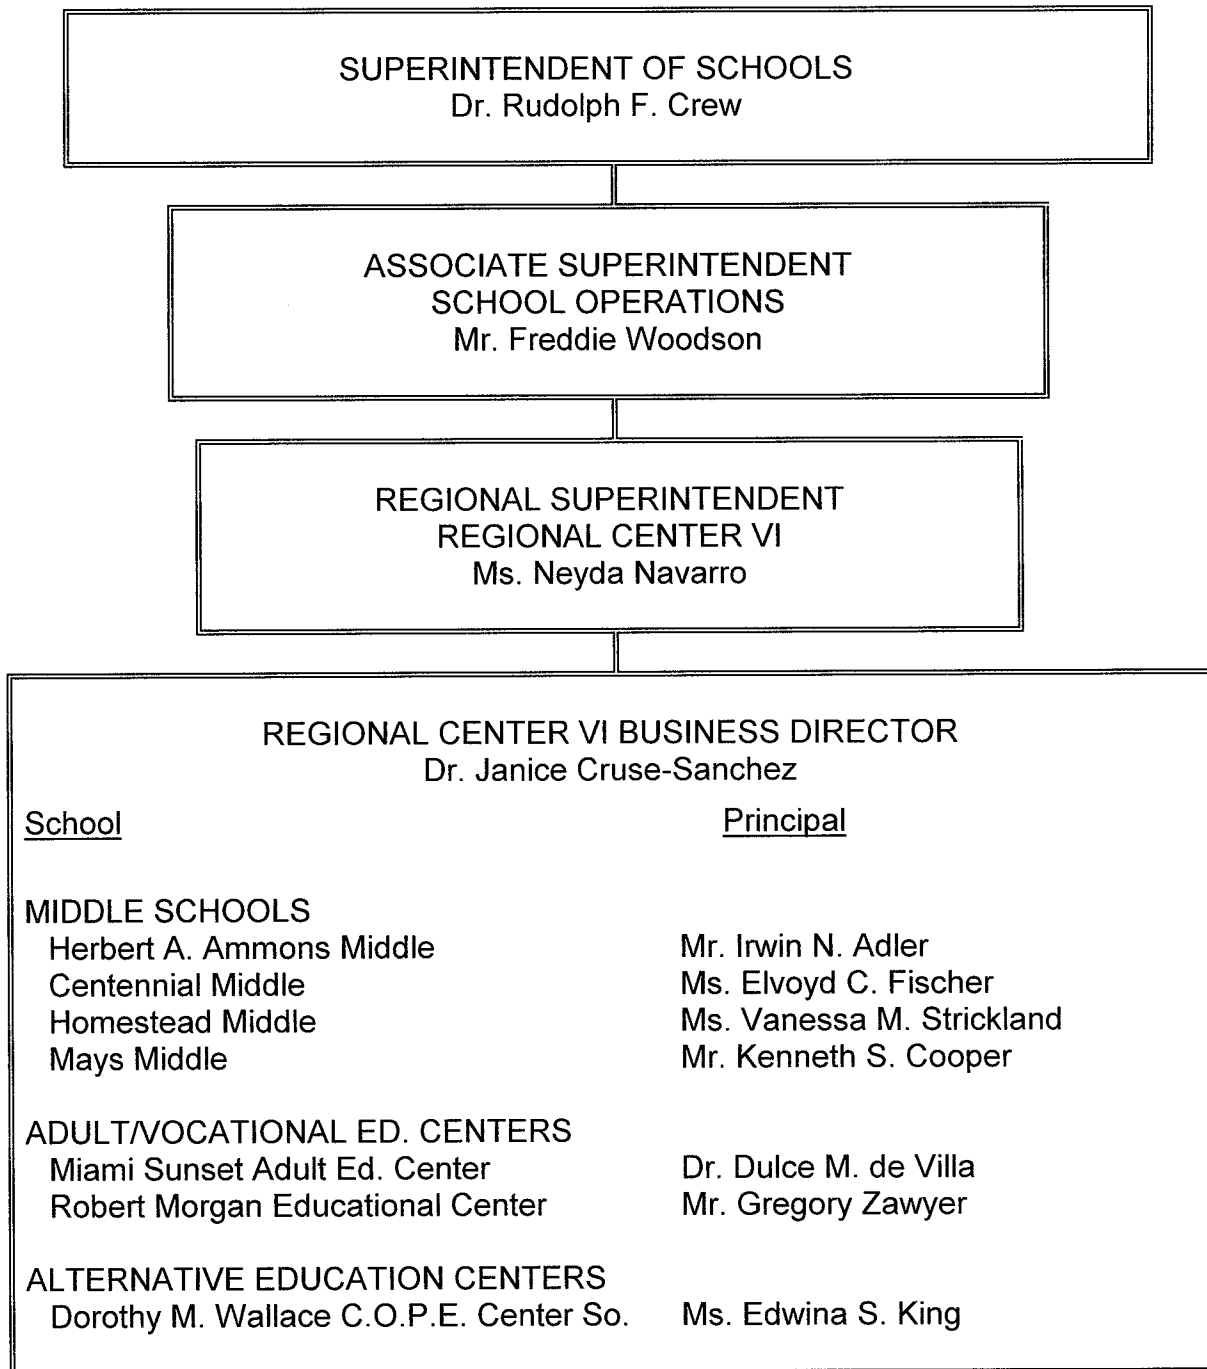 SUPERINTENDENT OF SCHOOLS
Dr. Rudolph F. Crew
ASSOCIATE SUPERINTENDENT
SCHOOL OPERATIONS
Mr. Freddie Woodson
REGIONAL SUPERINTENDENT
REGIONAL CENTER VI
Ms. Neyda Navarro
REGIONAL CENTER VI BUSINESS DIRECTOR
Dr. Janice Cruse-Sanchez
School Principal
MIDDLE SCHOOLS
Herbert A. Ammons Middle Mr. Irwin N. Adler
Centennial Middle Ms. Elvoyd C. Fischer
Homestead Middle Ms. Vanessa M. Strickland
Mays Middle Mr. Kenneth S. Cooper
ADULT/VOCATIONAL ED. CENTERS
Miami Sunset Adult Ed. Center Dr. Dulce M. de Villa
Robert Morgan Educational Center Mr. Gregory Zawyer
ALTERNATIVE EDUCATION CENTERS
Dorothy M. Wallace C.O.P.E. Center So. Ms. Edwina S. King